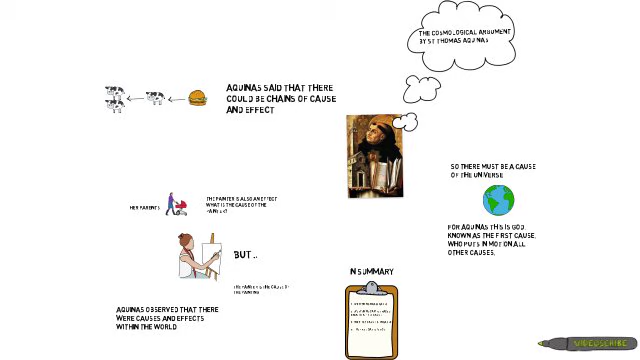 THE COSMOLOGICAL ARGUMENT
BY ST THOMAS AQUINAS
AQUINAS SAID THAT THERE
COULD BE CHAINS OF CAUSE
AND EFFECT
SO THERE MUST BE A CAUSE
OF THE UNIVERSE
FOR AQUINAS THIS IS GOD,
KNOWN AS THE FIRST CAUSE,
WHO PUTS IN MOTION ALL
OTHER CAUSES.
HER PARENTS
THE PAINTER IS ALSO AN EFFECT
WHAT IS THE CAUSE OF THE
PAINTER?
BUT ..
THE PAINTER IS THE CAUSE OF
THE PAINTING
AQUINAS OBSERVED THAT THERE
WERE CAUSES AND EFFECTS
WITHIN THE WORLD
IN SUMMARY
VIDEOSCRIBE